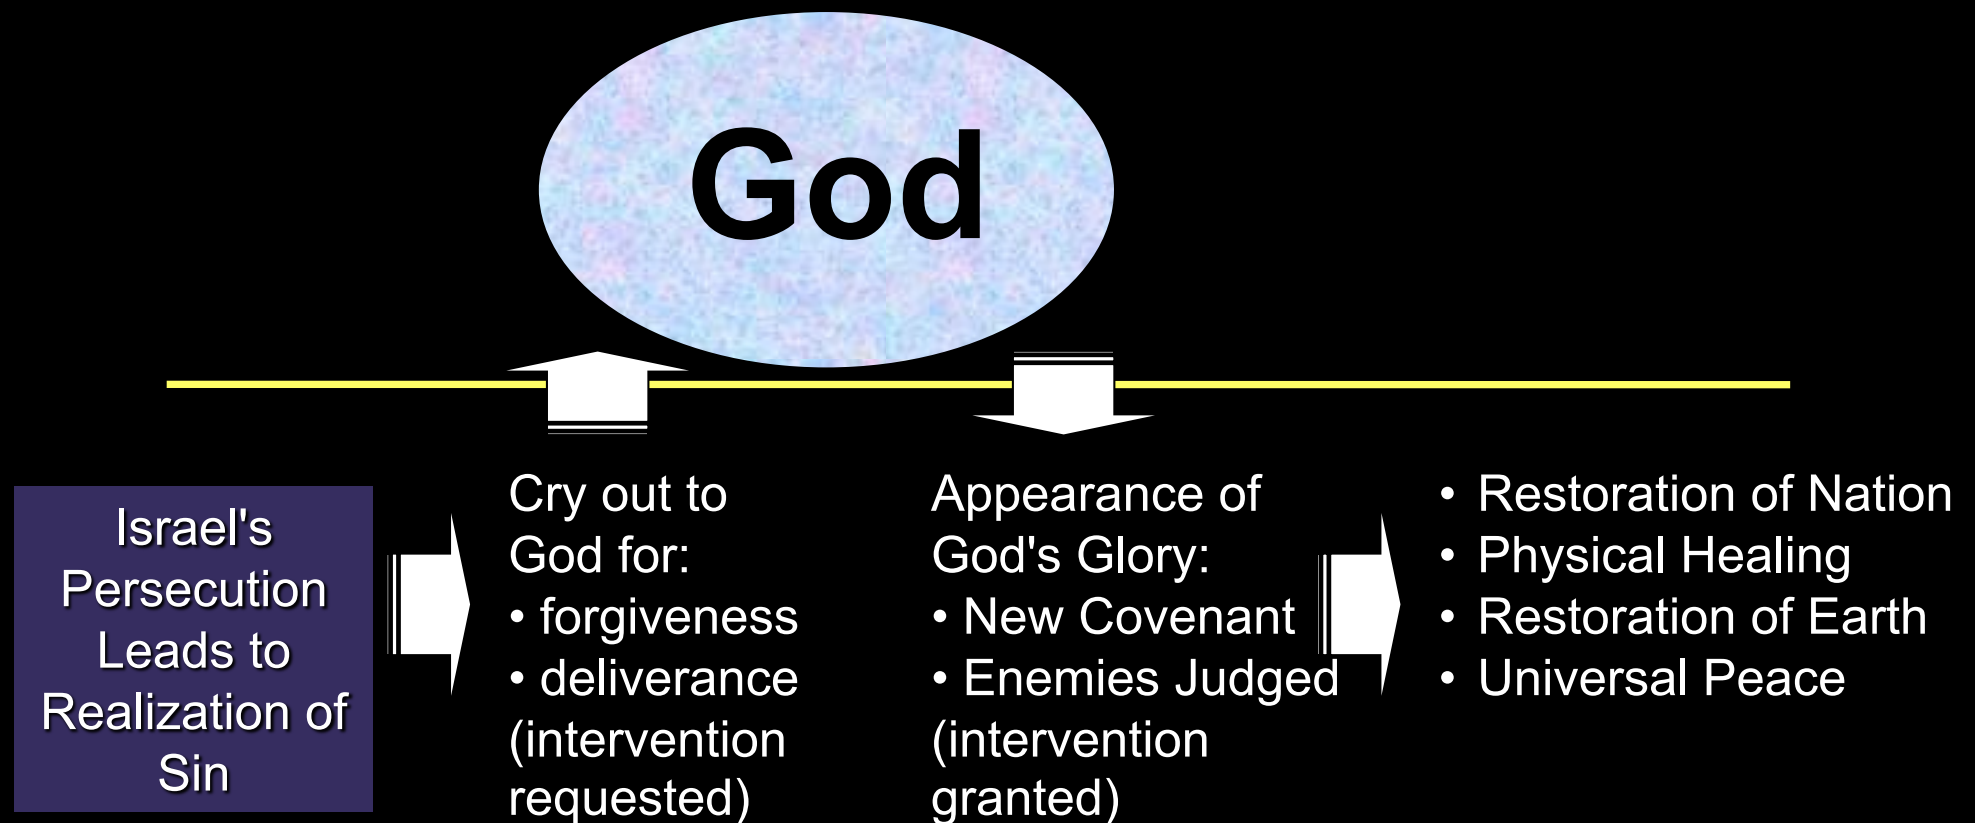 God
Israel's
Persecution
Leads to
Realization of
Sin
Cry out to
God for:
• forgiveness
• deliverance
(intervention
requested)
Appearance of
God's Glory:
• New Covenant
• Enemies Judged
(intervention
granted)
• Restoration of Nation
• Physical Healing
• Restoration of Earth
• Universal Peace